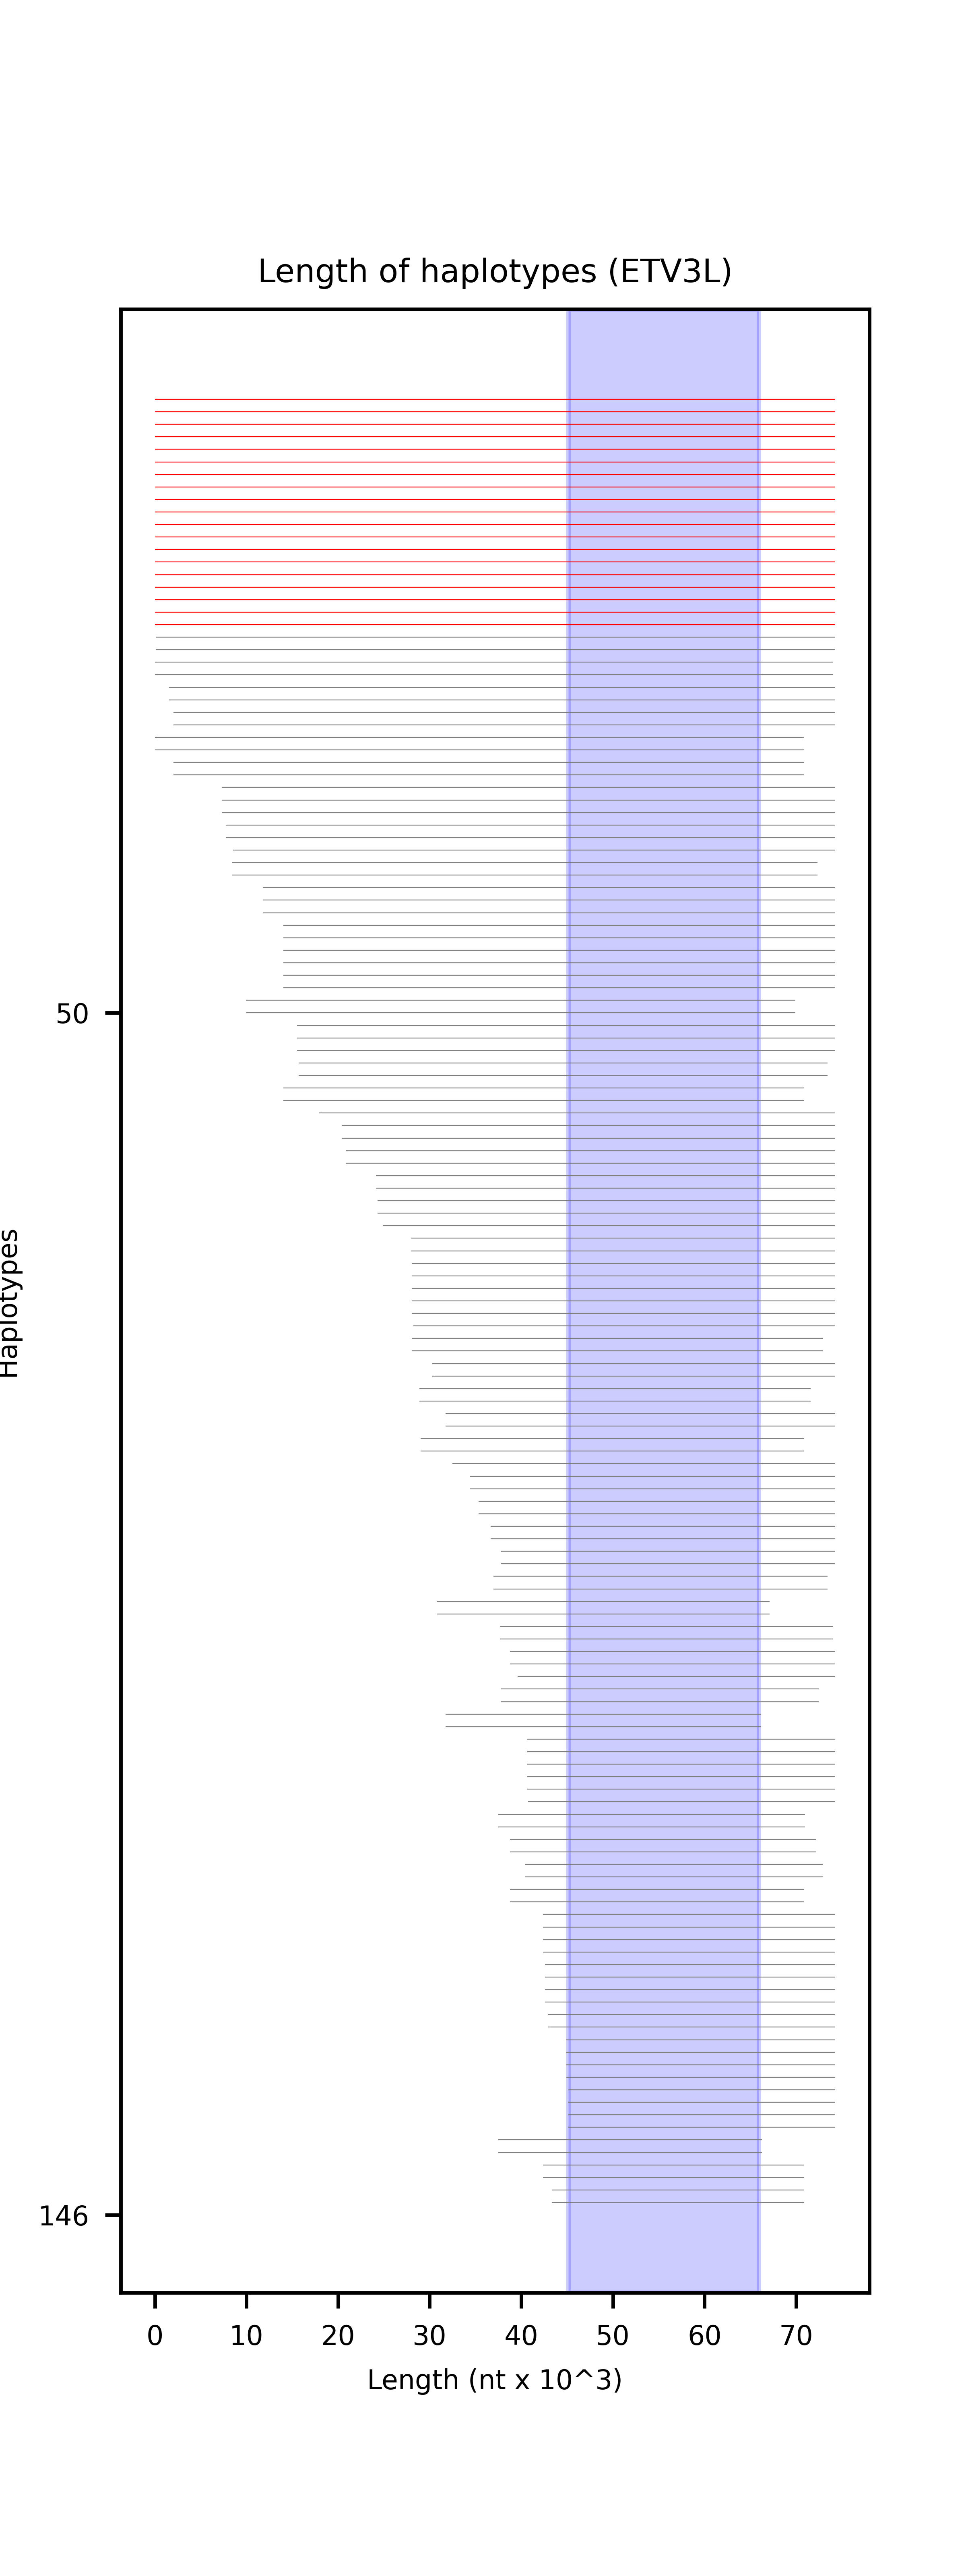 Length of haplotypes (ETV3L)
50
Haplotypes
146
0 10 20 30 40 50 60 70
Length (nt x 10^3)